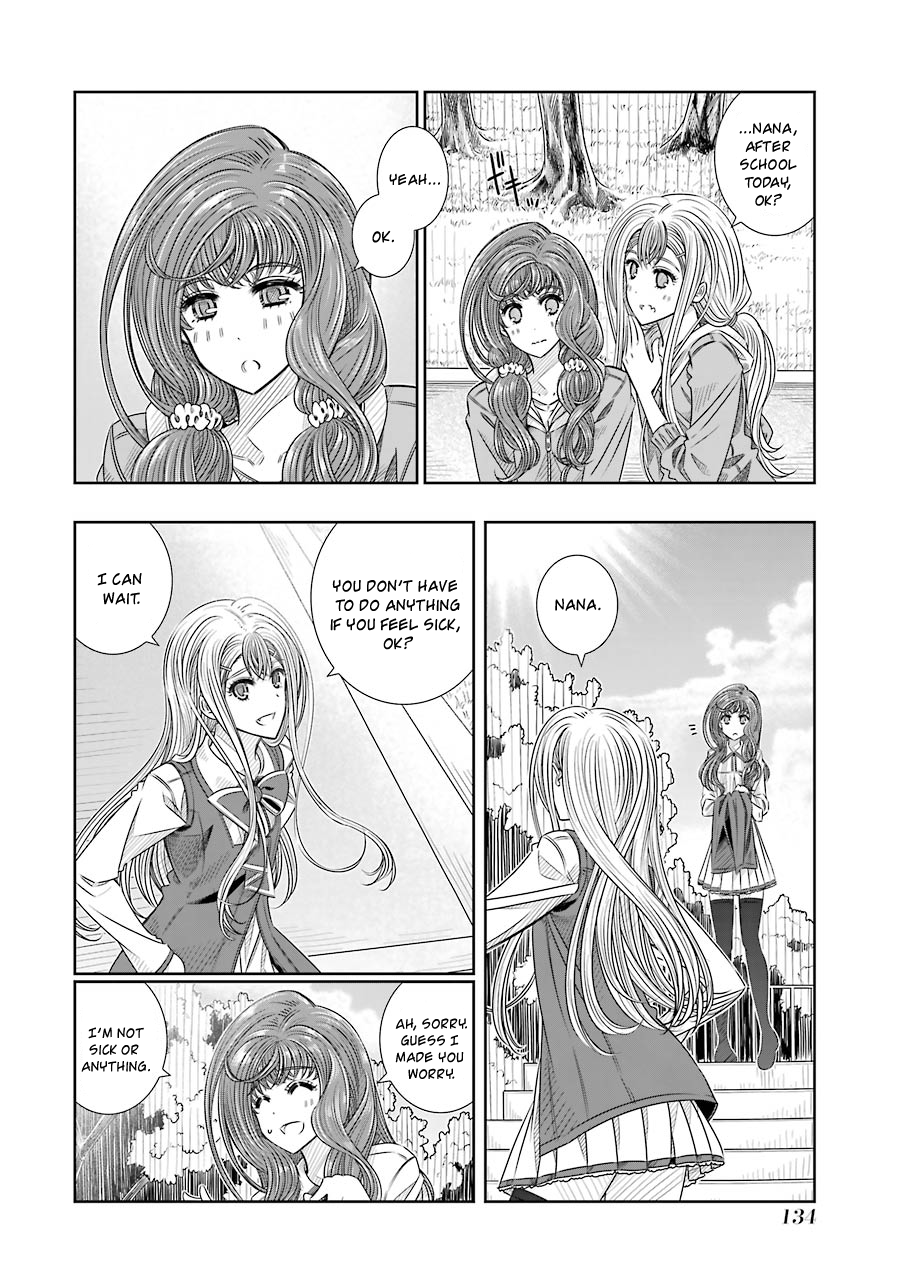 ...NANA,
AFTER
SCHOOL
TODAY,
OK?
YEAH...
OK.
NANA.
YOU DON'T HAVE
TO DO ANYTHING
IF YOU FEEL SICK,
OK?
I CAN
WAIT.
AH, SORRY.
GUESS I
MADE YOU
WORRY.
I'M NOT
SICK OR
ANYTHING.
134